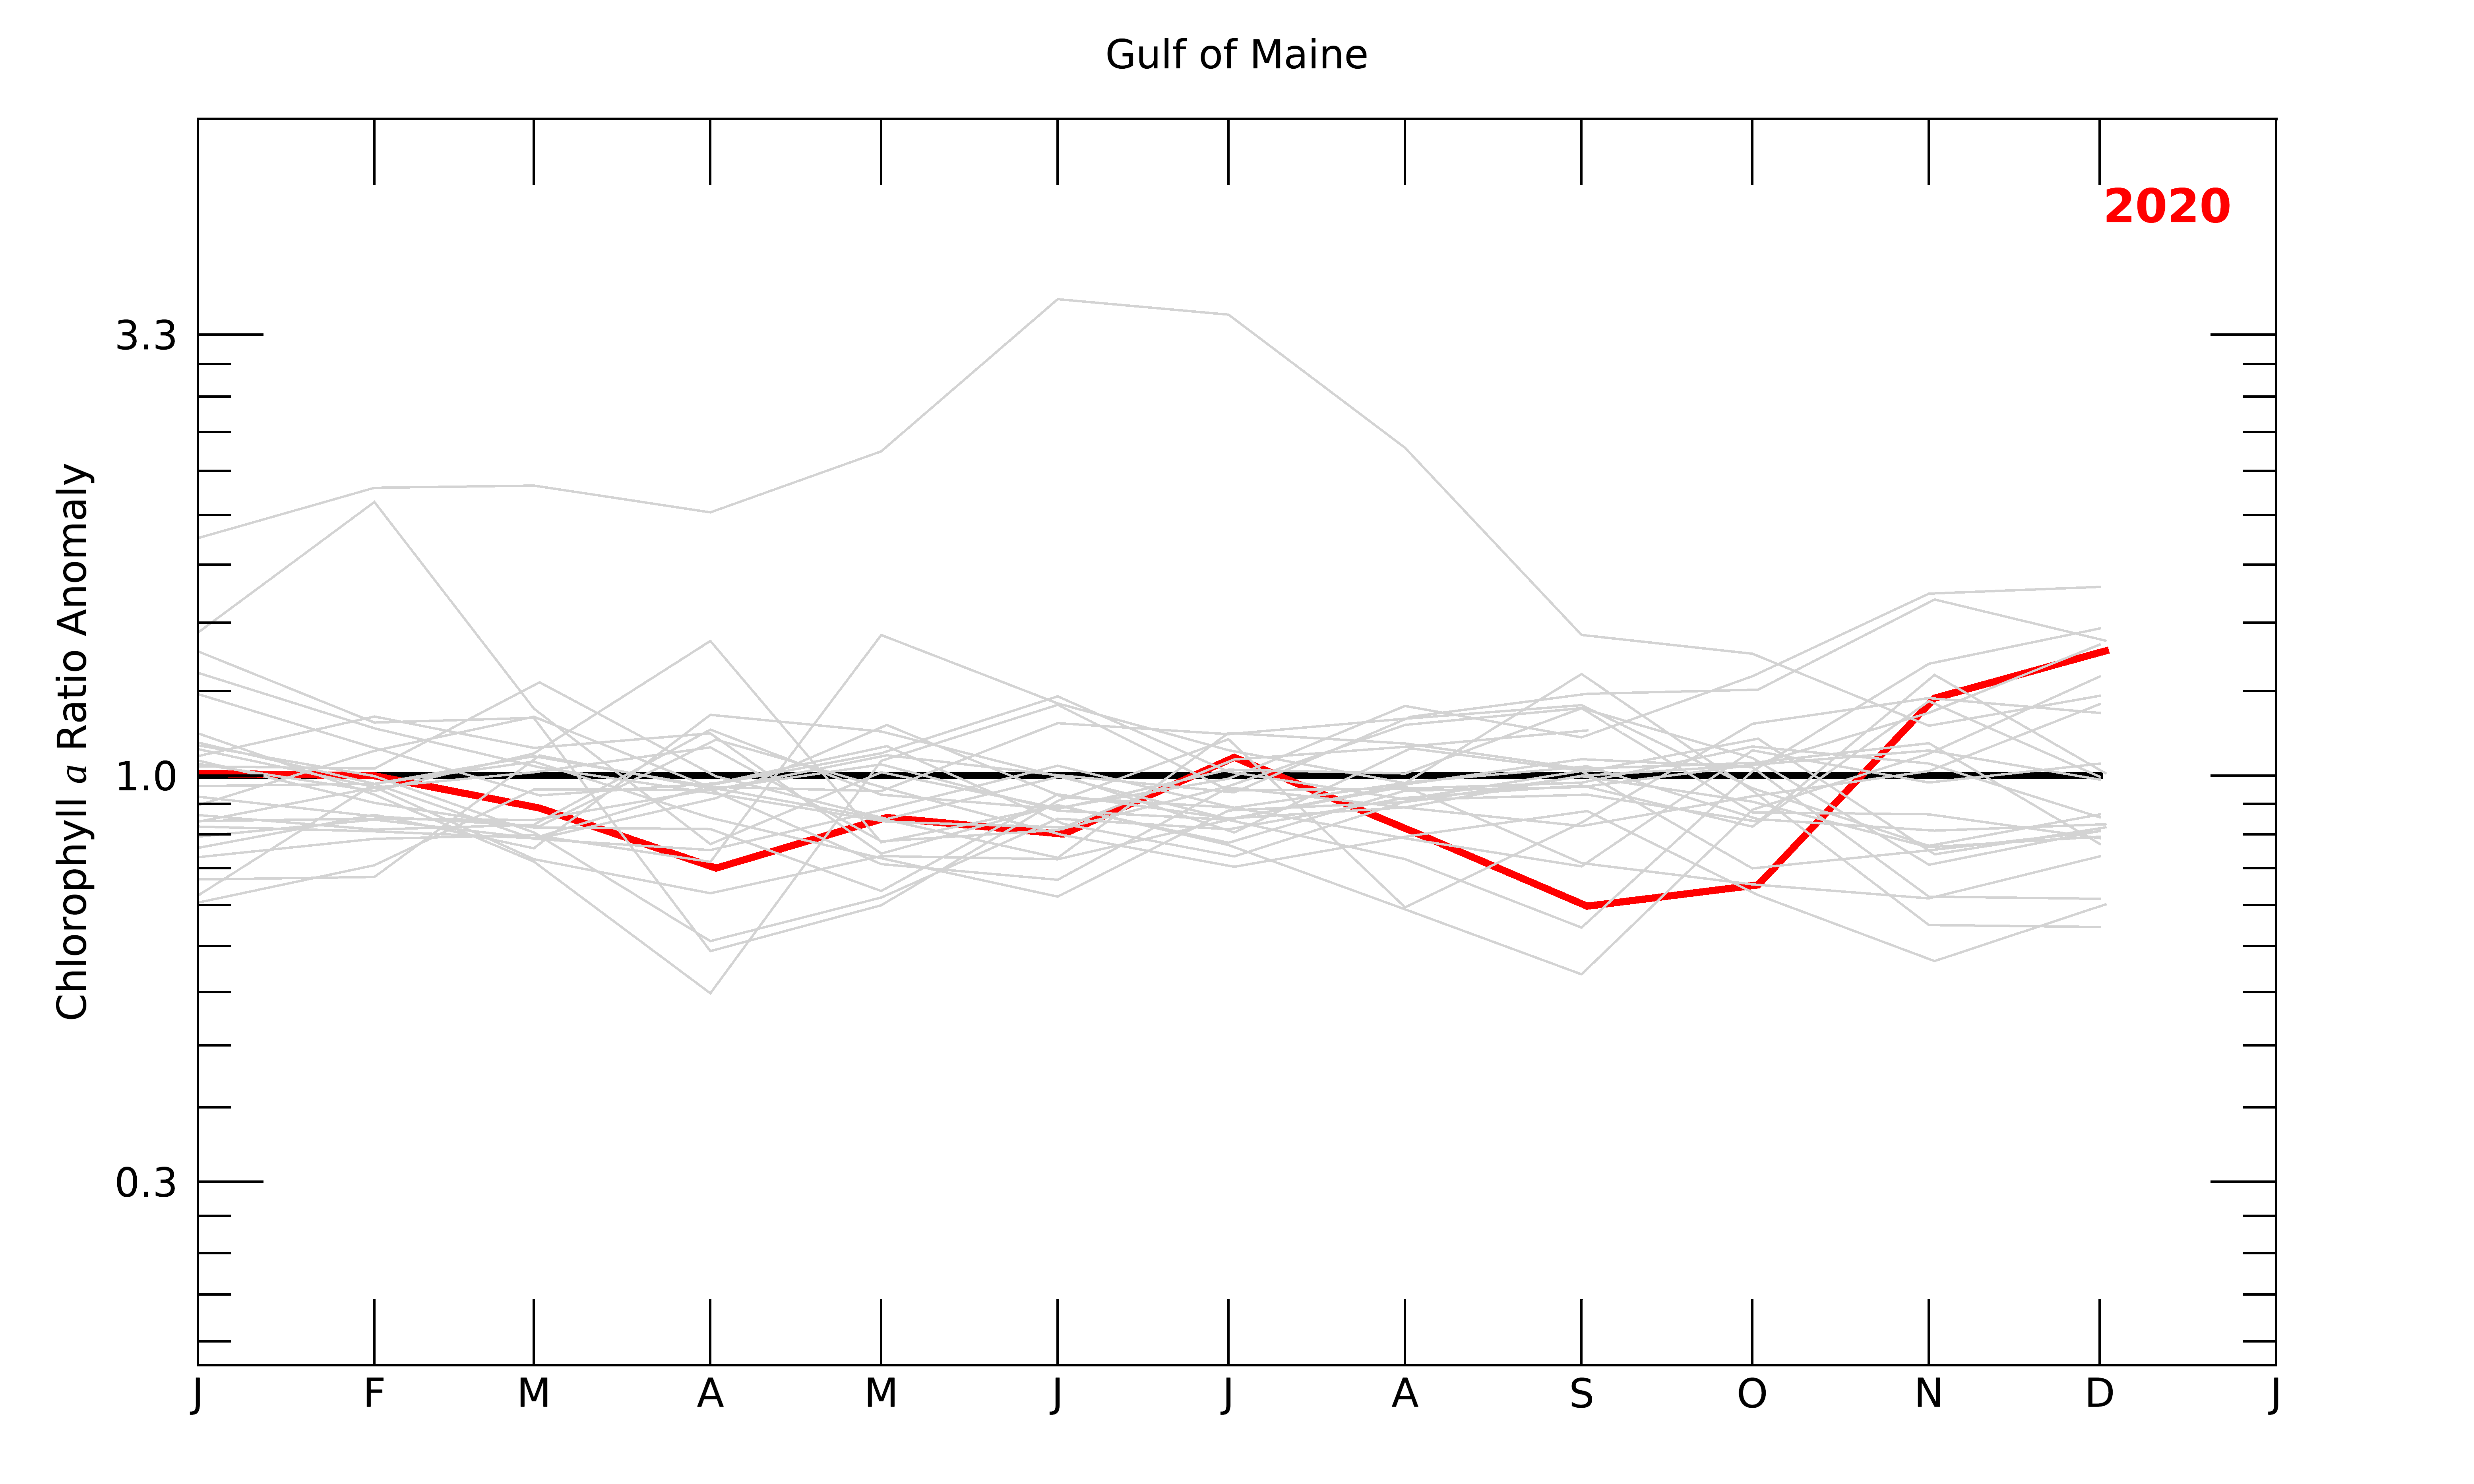 Gulf of Maine
2020
3.3
1.0
0.3
Chlorophyll a Ratio Anomaly
J F M A M J J A S O N D J